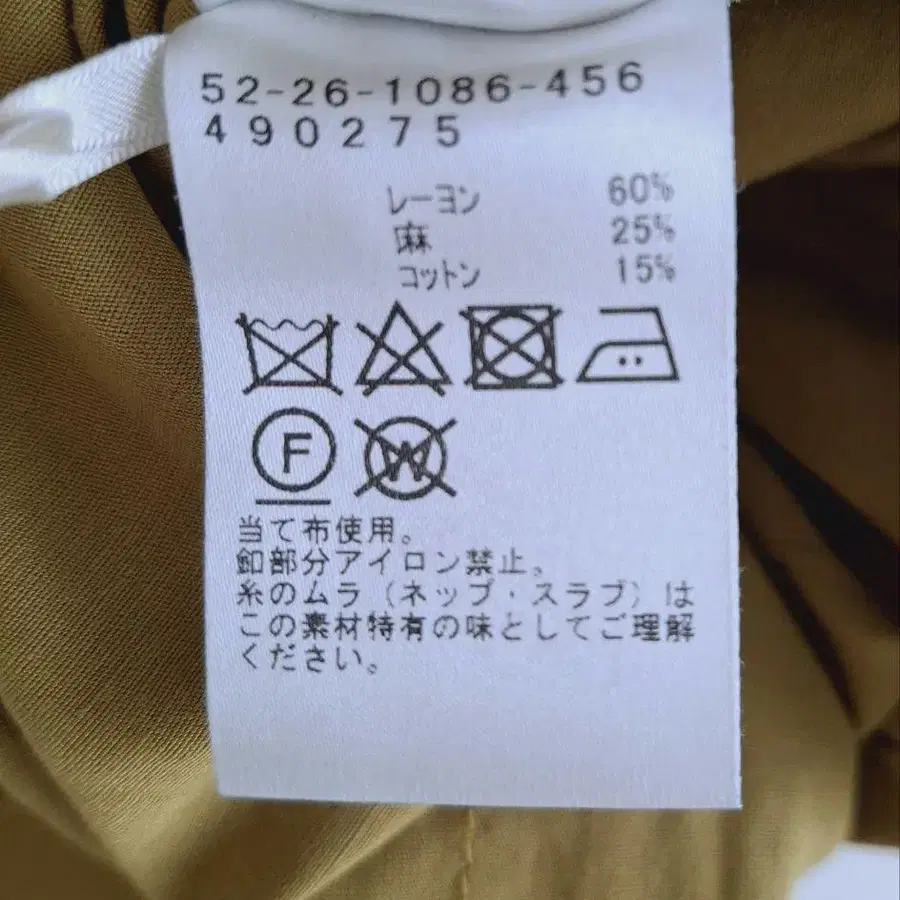 52-26-1086-456
490275
レーヨン 60%
麻 25%
コットン 15%
F
W
当て布使用。
釦部分アイロン禁止。
糸のムラ(ネップ・スラブ)は
この素材特有の味としてご理解
ください。